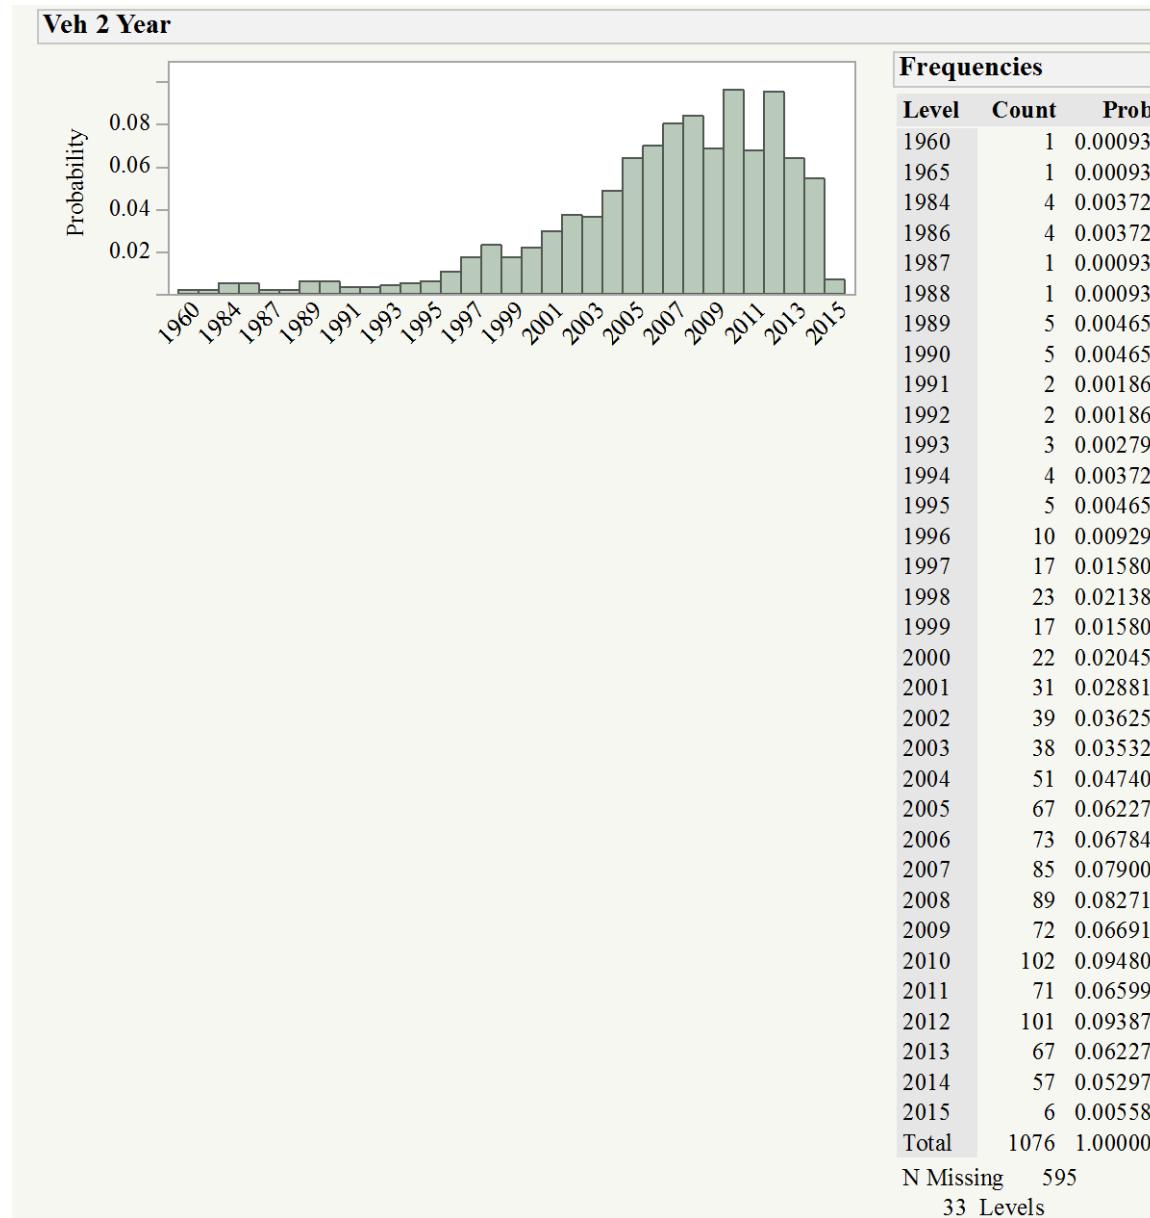 Veh 2 Year
Probability
0.08
0.06
0.04
0.02
1960 1984 1987 1989 1991 1993 1995 1997 1999 2001 2003 2005 2007 2009 2011 2013 2015
Frequencies
Level Count Prob
1960 1 0.00093
1965 1 0.00093
1984 4 0.00372
1986 4 0.00372
1987 1 0.00093
1988 1 0.00093
1989 5 0.00465
1990 5 0.00465
1991 2 0.00186
1992 2 0.00186
1993 3 0.00279
1994 4 0.00372
1995 5 0.00465
1996 10 0.00929
1997 17 0.01580
1998 23 0.02138
1999 17 0.01580
2000 22 0.02045
2001 31 0.02881
2002 39 0.03625
2003 38 0.03532
2004 51 0.04740
2005 67 0.06227
2006 73 0.06784
2007 85 0.07900
2008 89 0.08271
2009 72 0.06691
2010 102 0.09480
2011 71 0.06599
2012 101 0.09387
2013 67 0.06227
2014 57 0.05297
2015 6 0.00558
Total 1076 1.00000
N Missing 595
33 Levels